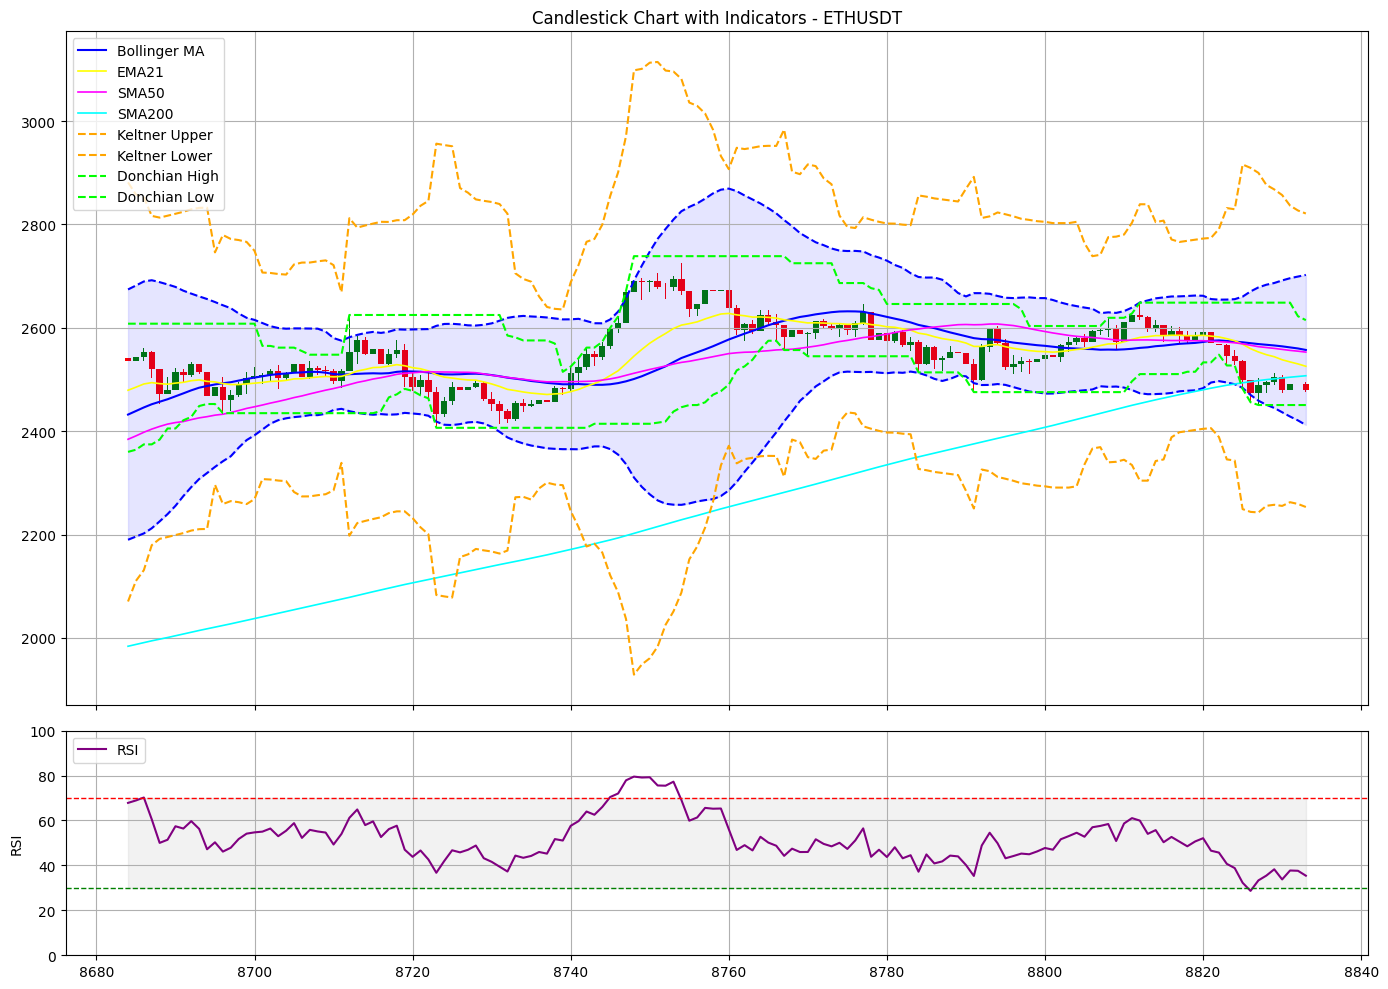 Candlestick Chart with Indicators - ETHUSDT
Bollinger MA
EMA21
SMA50
SMA200
Keltner Upper
Keltner Lower
Donchian High
Donchian Low
3000
2800
2600
2400
2200
2000
RSI
100
80
60
40
20
0
RSI
8680 8700 8720 8740 8760 8780 8800 8820 8840